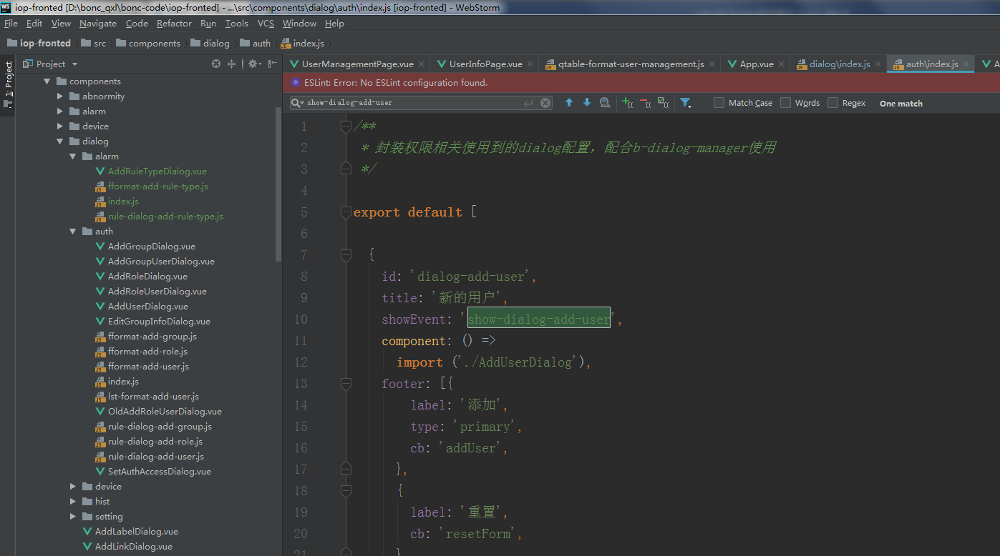 WS iop-fronted [D:\bonc_qxl\bonc-code\iop-fronted] - ...\src\components\dialog\auth\index.js [iop-fronted] - WebStorm
File Edit View Navigate Code Refactor Run Tools VCS Window Help
iop-fronted src components dialog auth index.js
1: Project
Project
components
abnormity
alarm
device
dialog
alarm
AddRuleTypeDialog.vue
fformat-add-rule-type.js
index.js
rule-dialog-add-rule-type.js
auth
AddGroupDialog.vue
AddGroupUserDialog.vue
AddRoleDialog.vue
AddRoleUserDialog.vue
AddUserDialog.vue
EditGroupInfoDialog.vue
fformat-add-group.js
fformat-add-role.js
fformat-add-user.js
index.js
lst-format-add-user.js
OldAddRoleUserDialog.vue
rule-dialog-add-group.js
rule-dialog-add-role.js
rule-dialog-add-user.js
SetAuthAccessDialog.vue
device
hist
setting
AddLabelDialog.vue
AddLinkDialog.vue
UserManagementPage.vue UserInfoPage.vue qtable-format-user-management.js App.vue dialog\index.js auth\index.js A
ESLint: Error: No ESLint configuration found.
show-dialog-add-user Match Case Words Regex One match
1 /**
2 * 封装权限相关使用到的dialog配置，配合b-dialog-manager使用
3 */
4
5 export default [
6
7 {
8 id: 'dialog-add-user',
9 title: '新的用户',
10 showEvent: 'show-dialog-add-user',
11 component: () =>
12 import ('./AddUserDialog'),
13 footer: [{
14 label: '添加',
15 type: 'primary',
16 cb: 'addUser',
17 },
18 {
19 label: '重置',
20 cb: 'resetForm',
21 }